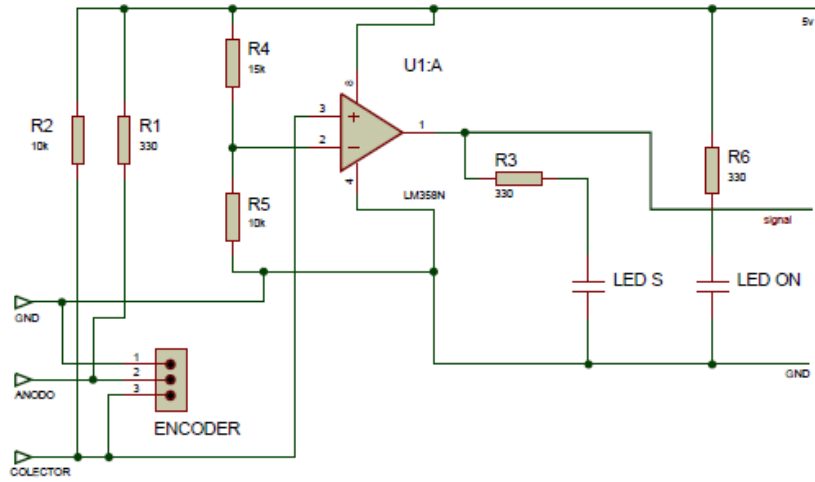 5v
R4
15k
U1:A
8
R2
10k
R1
330
3
2
1
4
LM358N
R3
330
R6
330
R5
10k
signal
LED S
LED ON
GND
GND
1
2
3
ANODO
ENCODER
COLECTOR